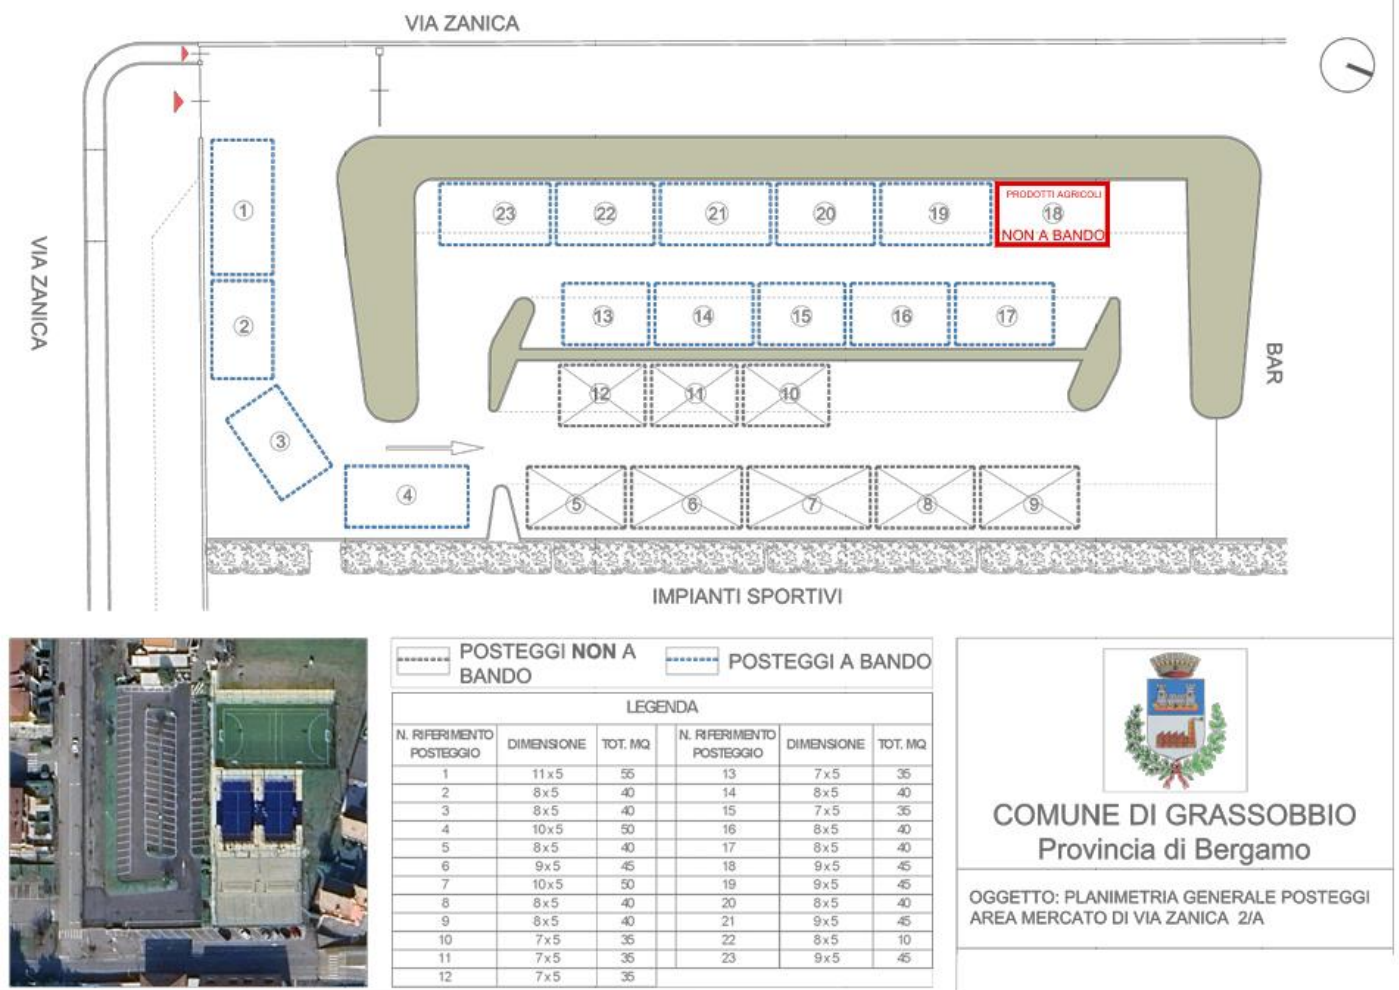 VIA ZANICA
VIA ZANICA
1
2
3
4
23
22
21
20
19
PRODOTTI AGRICOLI
18
NON A BANDO
13
14
15
16
17
12
11
10
5
6
7
8
9
BAR
IMPIANTI SPORTIVI
POSTEGGI NON A
BANDO
POSTEGGI A BANDO
LEGENDA
N. RIFERIMENTO POSTEGGIO DIMENSIONE TOT. MQ N. RIFERIMENTO POSTEGGIO DIMENSIONE TOT. MQ
1 11x5 55 13 7x5 35
2 8x5 40 14 8x5 40
3 8x5 40 15 7x5 35
4 10x5 50 16 8x5 40
5 8x5 40 17 8x5 40
6 9x5 45 18 9x5 45
7 10x5 50 19 9x5 45
8 8x5 40 20 8x5 40
9 8x5 40 21 9x5 45
10 7x5 35 22 8x5 10
11 7x5 35 23 9x5 45
12 7x5 35
COMUNE DI GRASSOBBIO
Provincia di Bergamo
OGGETTO: PLANIMETRIA GENERALE POSTEGGI
AREA MERCATO DI VIA ZANICA 2/A